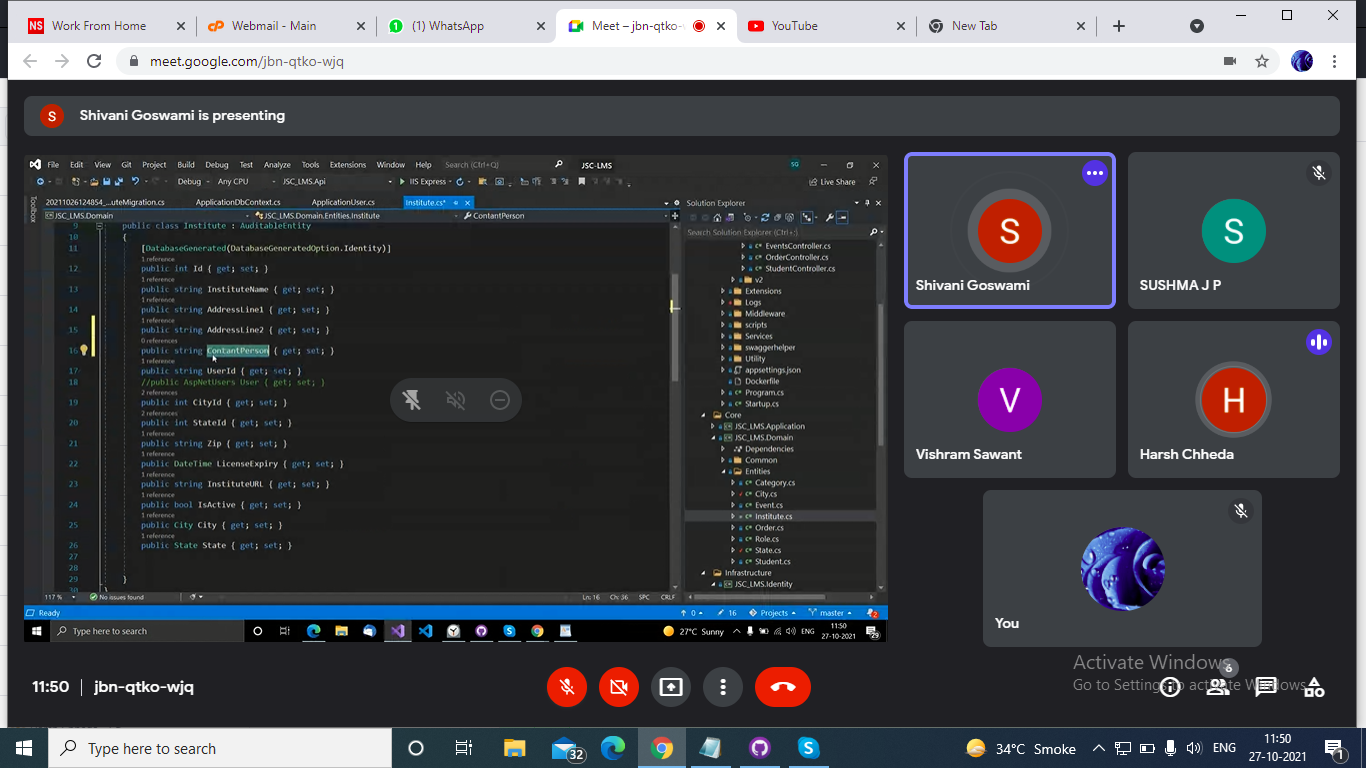 NS Work From Home
cP Webmail - Main
1 (1) WhatsApp
Meet – jbn-qtko-w
YouTube
New Tab
meet.google.com/jbn-qtko-wjq
S Shivani Goswami is presenting
File Edit View Git Project Build Debug Test Analyze Tools Extensions Window Help Search (Ctrl+Q) JSC-LMS SG
Debug Any CPU JSC_LMS.Api IIS Express Live Share
Toolbox
20211026124854_...uteMigration.cs ApplicationDbContext.cs ApplicationUser.cs Institute.cs*
JSC_LMS.Domain JSC_LMS.Domain.Entities.Institute ContantPerson
9 public class Institute : AuditableEntity
10 {
11 [DatabaseGenerated(DatabaseGeneratedOption.Identity)]
1 reference
12 public int Id { get; set; }
1 reference
13 public string InstituteName { get; set; }
1 reference
14 public string AddressLine1 { get; set; }
1 reference
15 public string AddressLine2 { get; set; }
0 references
16 public string ContantPerson { get; set; }
1 reference
17 public string UserId { get; set; }
18 //public AspNetUsers User { get; set; }
2 references
19 public int CityId { get; set; }
2 references
20 public int StateId { get; set; }
1 reference
21 public string Zip { get; set; }
1 reference
22 public DateTime LicenseExpiry { get; set; }
1 reference
23 public string InstituteURL { get; set; }
1 reference
24 public bool IsActive { get; set; }
1 reference
25 public City City { get; set; }
1 reference
26 public State State { get; set; }
27
28
29 }
30 }
117 % No issues found Ln: 16 Ch: 36 SPC CRLF
Solution Explorer
Search Solution Explorer (Ctrl+;)
C# EventsController.cs
C# OrderController.cs
C# StudentController.cs
v2
Extensions
Logs
Middleware
scripts
Services
swaggerhelper
Utility
appsettings.json
Dockerfile
C# Program.cs
C# Startup.cs
Core
JSC_LMS.Application
JSC_LMS.Domain
Dependencies
Common
Entities
C# Category.cs
C# City.cs
C# Event.cs
C# Institute.cs
C# Order.cs
C# Role.cs
C# State.cs
C# Student.cs
Infrastructure
JSC_LMS.Identity
Ready 0 16 Projects master 2
Type here to search 27°C Sunny ENG 11:50
27-10-2021 29
S
Shivani Goswami
S
SUSHMA J P
V
Vishram Sawant
H
Harsh Chheda
You
Activate Windows
Go to Settings to activate Windows.
6
11:50 | jbn-qtko-wjq
Type here to search 32 34°C Smoke ENG 11:50
27-10-2021 1